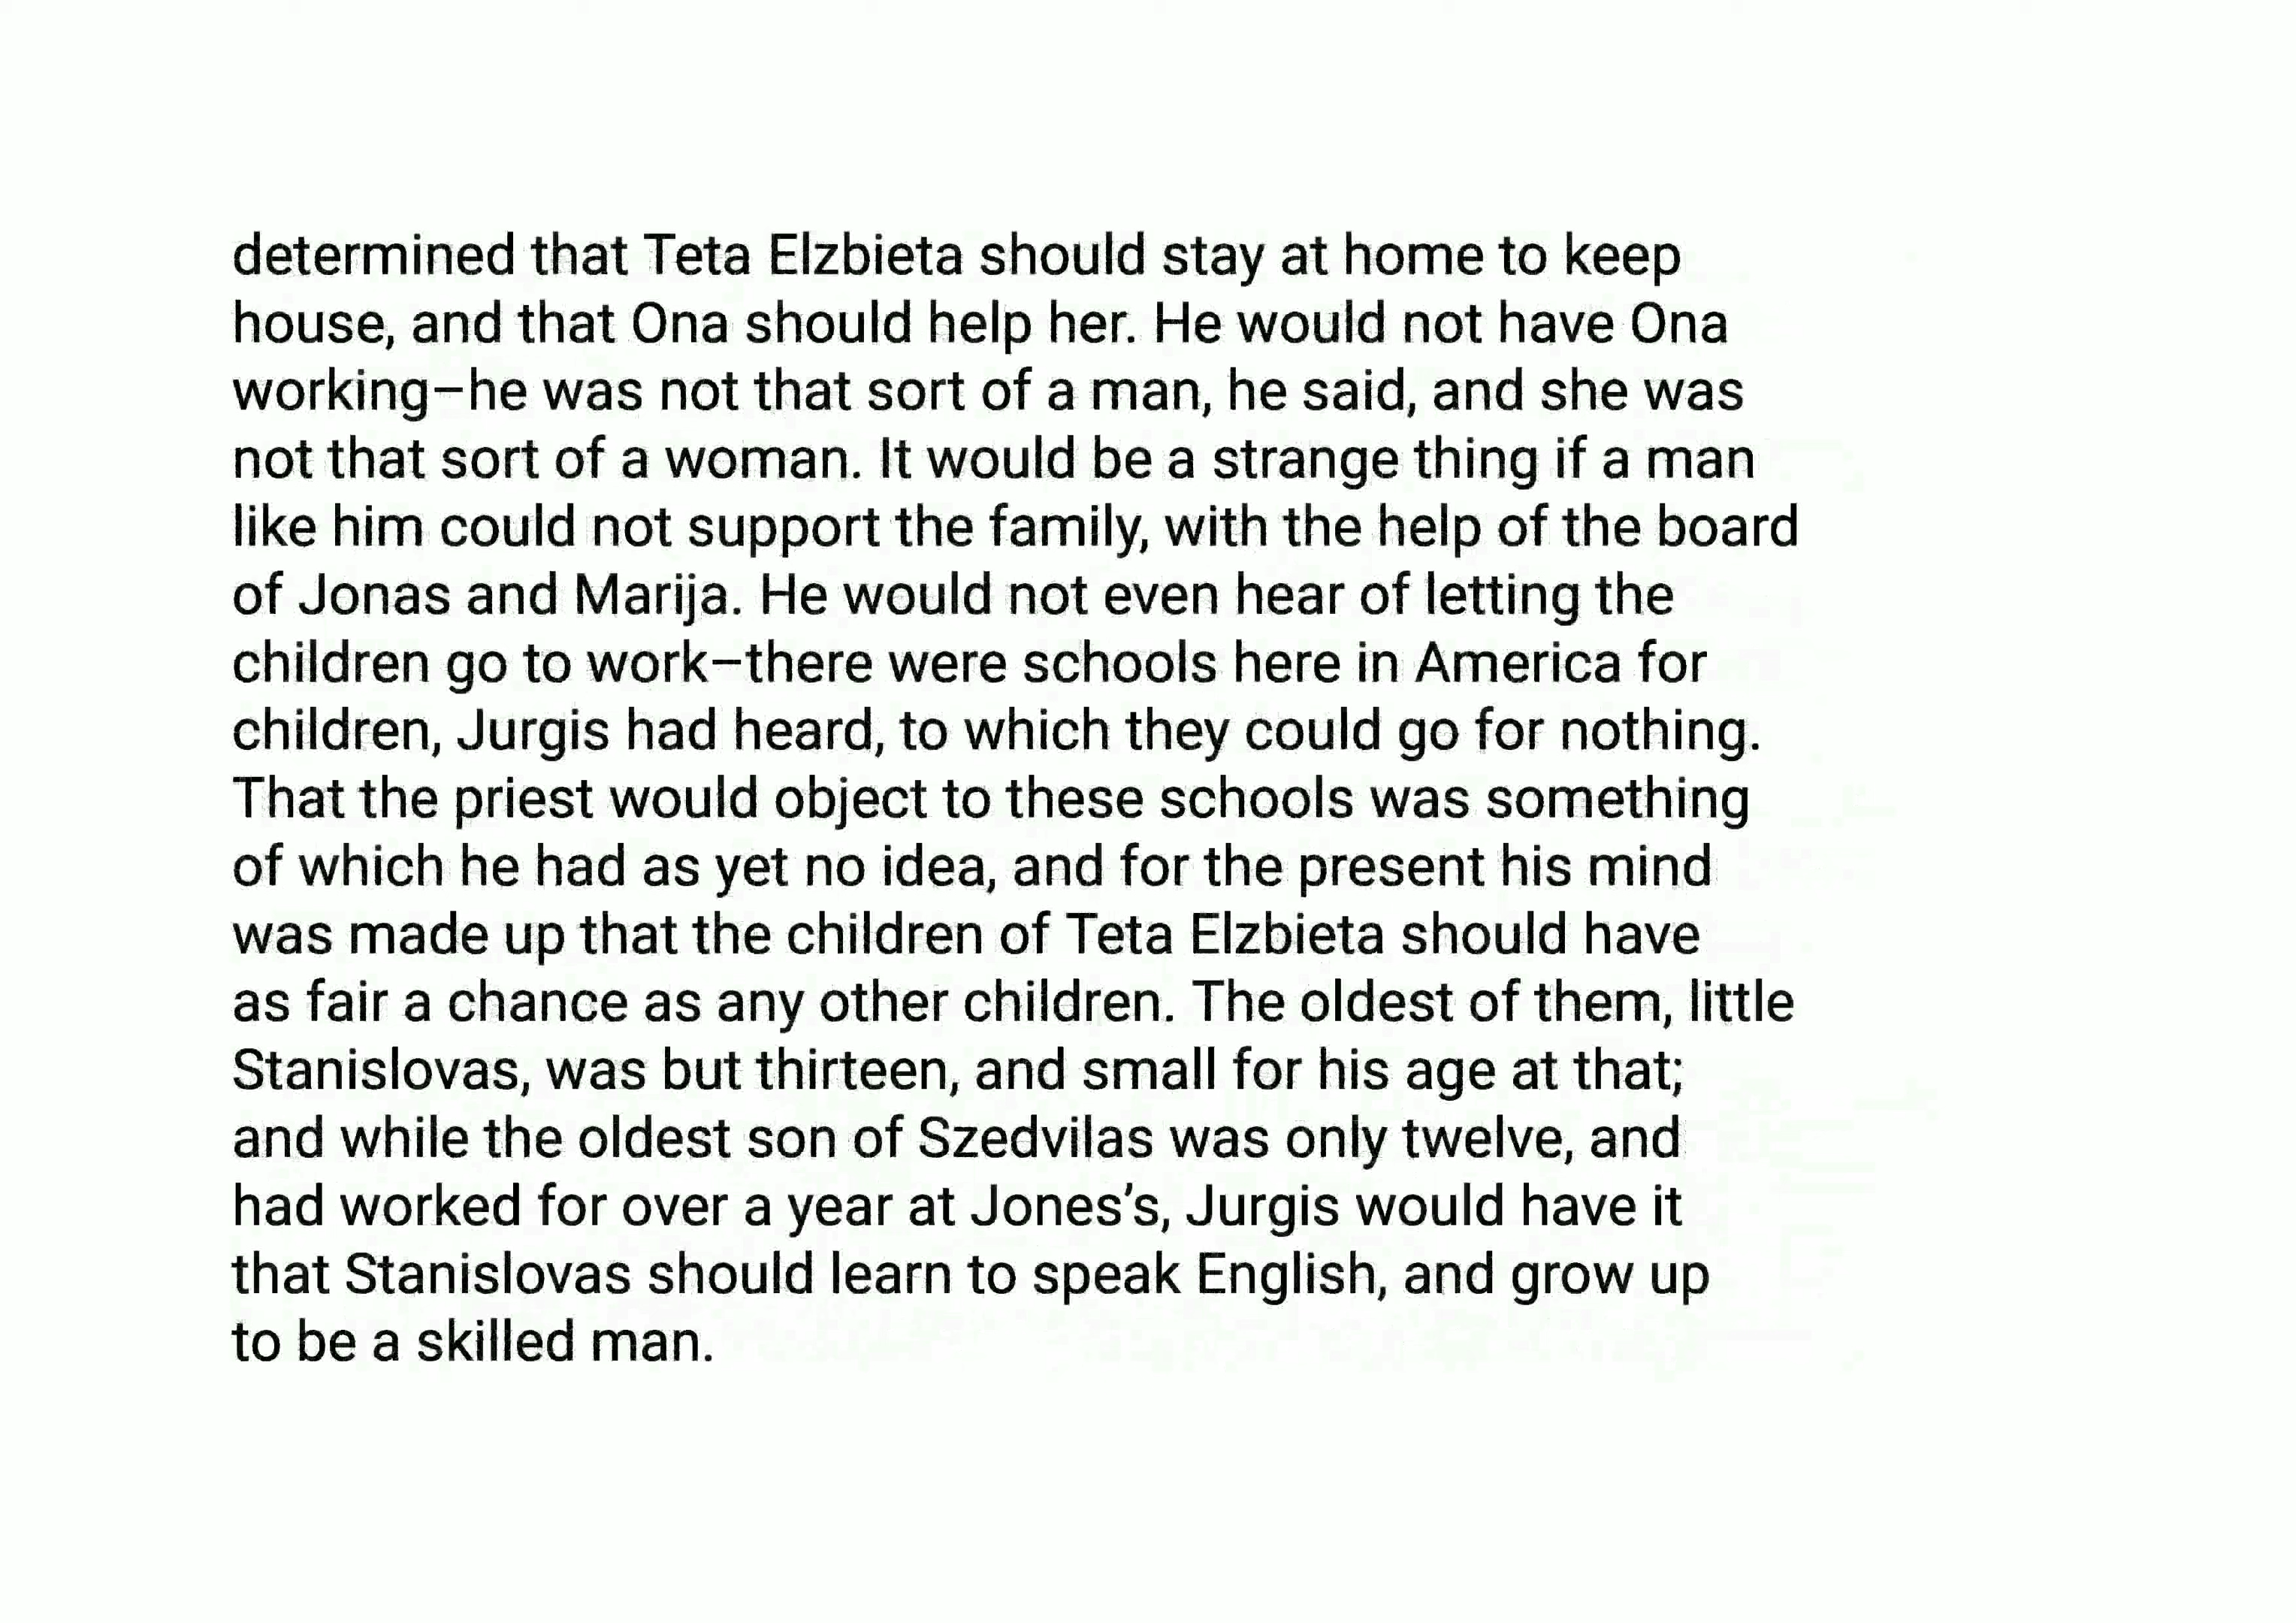 determined that Teta Elzbieta should stay at home to keep
house, and that Ona should help her. He would not have Ona
working–he was not that sort of a man, he said, and she was
not that sort of a woman. It would be a strange thing if a man
like him could not support the family, with the help of the board
of Jonas and Marija. He would not even hear of letting the
children go to work–there were schools here in America for
children, Jurgis had heard, to which they could go for nothing.
That the priest would object to these schools was something
of which he had as yet no idea, and for the present his mind
was made up that the children of Teta Elzbieta should have
as fair a chance as any other children. The oldest of them, little
Stanislovas, was but thirteen, and small for his age at that;
and while the oldest son of Szedvilas was only twelve, and
had worked for over a year at Jones’s, Jurgis would have it
that Stanislovas should learn to speak English, and grow up
to be a skilled man.